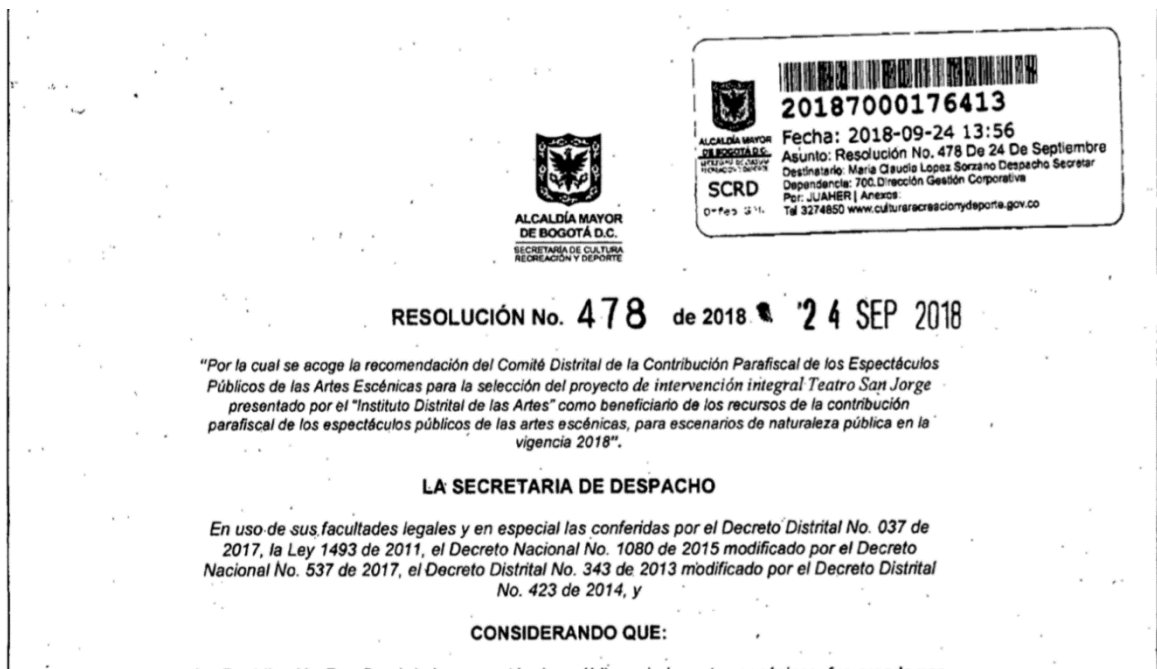 20187000176413
Fecha: 2018-09-24 13:56
Asunto: Resolución No. 478 De 24 De Septiembre
Destinatario: Maria Claudia Lopez Sorzano Despacho Secretar
Dependencia: 700.Dirección Gestión Corporativa
Por: JUAHER | Anexos:
Tel 3274850 www.culturarecreacionydeporte.gov.co
ALCALDÍA MAYOR
DE BOGOTÁ D.C.
SCRD
ALCALDÍA MAYOR
DE BOGOTÁ D.C.
SECRETARÍA DE CULTURA
RECREACIÓN Y DEPORTE
RESOLUCIÓN No. 478 de 2018 24 SEP 2018
"Por la cual se acoge la recomendación del Comité Distrital de la Contribución Parafiscal de los Espectáculos
Públicos de las Artes Escénicas para la selección del proyecto de intervención integral Teatro San Jorge
presentado por el "Instituto Distrital de las Artes" como beneficiario de los recursos de la contribución
parafiscal de los espectáculos públicos de las artes escénicas, para escenarios de naturaleza pública en la
vigencia 2018".
LA SECRETARIA DE DESPACHO
En uso de sus facultades legales y en especial las conferidas por el Decreto Distrital No. 037 de
2017, la Ley 1493 de 2011, el Decreto Nacional No. 1080 de 2015 modificado por el Decreto
Nacional No. 537 de 2017, el Decreto Distrital No. 343 de 2013 modificado por el Decreto Distrital
No. 423 de 2014, y
CONSIDERANDO QUE: